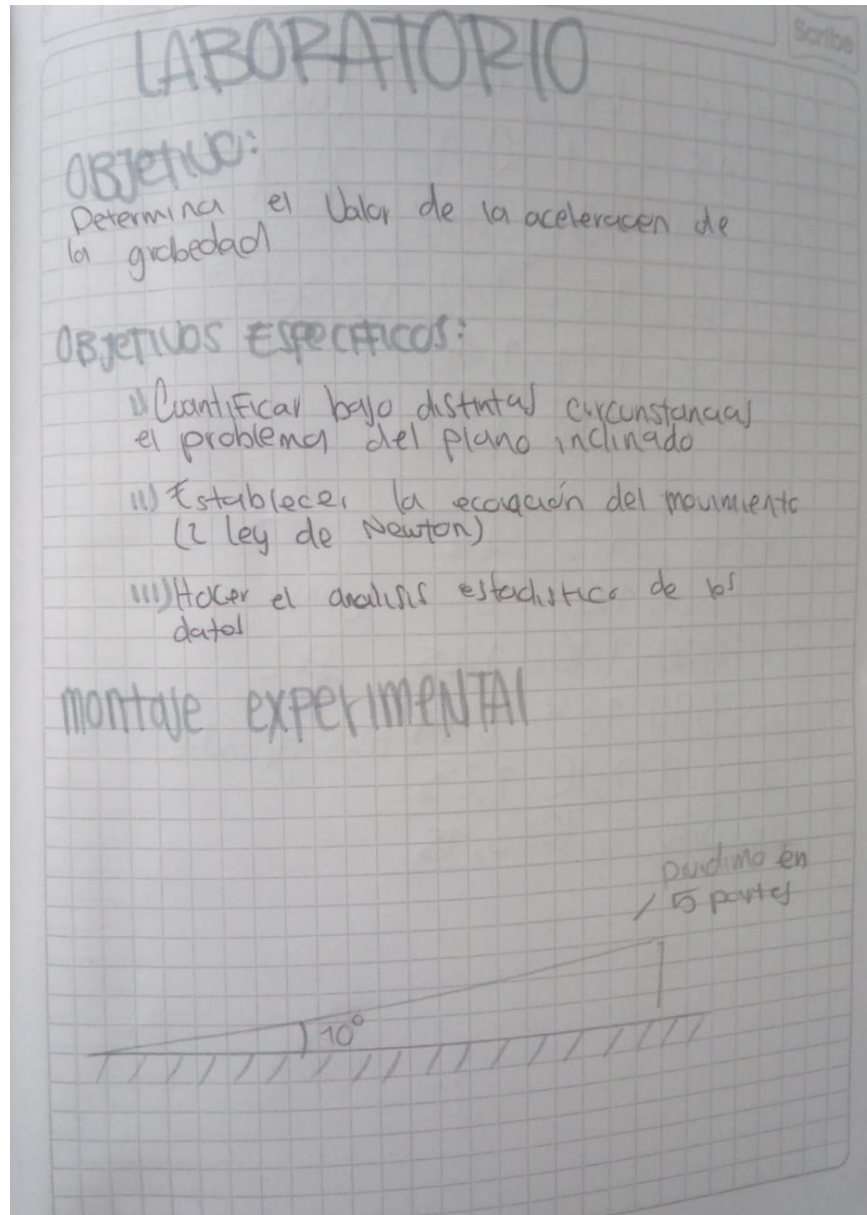 Scribe
LABORATORIO
OBJETIVO:
Determina el Valor de la aceleracen de
la grabedad
OBJETIVOS ESPECIFICOS:
I) Cuantificar bajo distintas circunstancias
el problema del plano inclinado
II) Establecer la ecuación del movimiento
(2 ley de Newton)
III) Hacer el analisis estadistico de los
datos
montaje EXPERIMENTAL
en
5 partes
10°